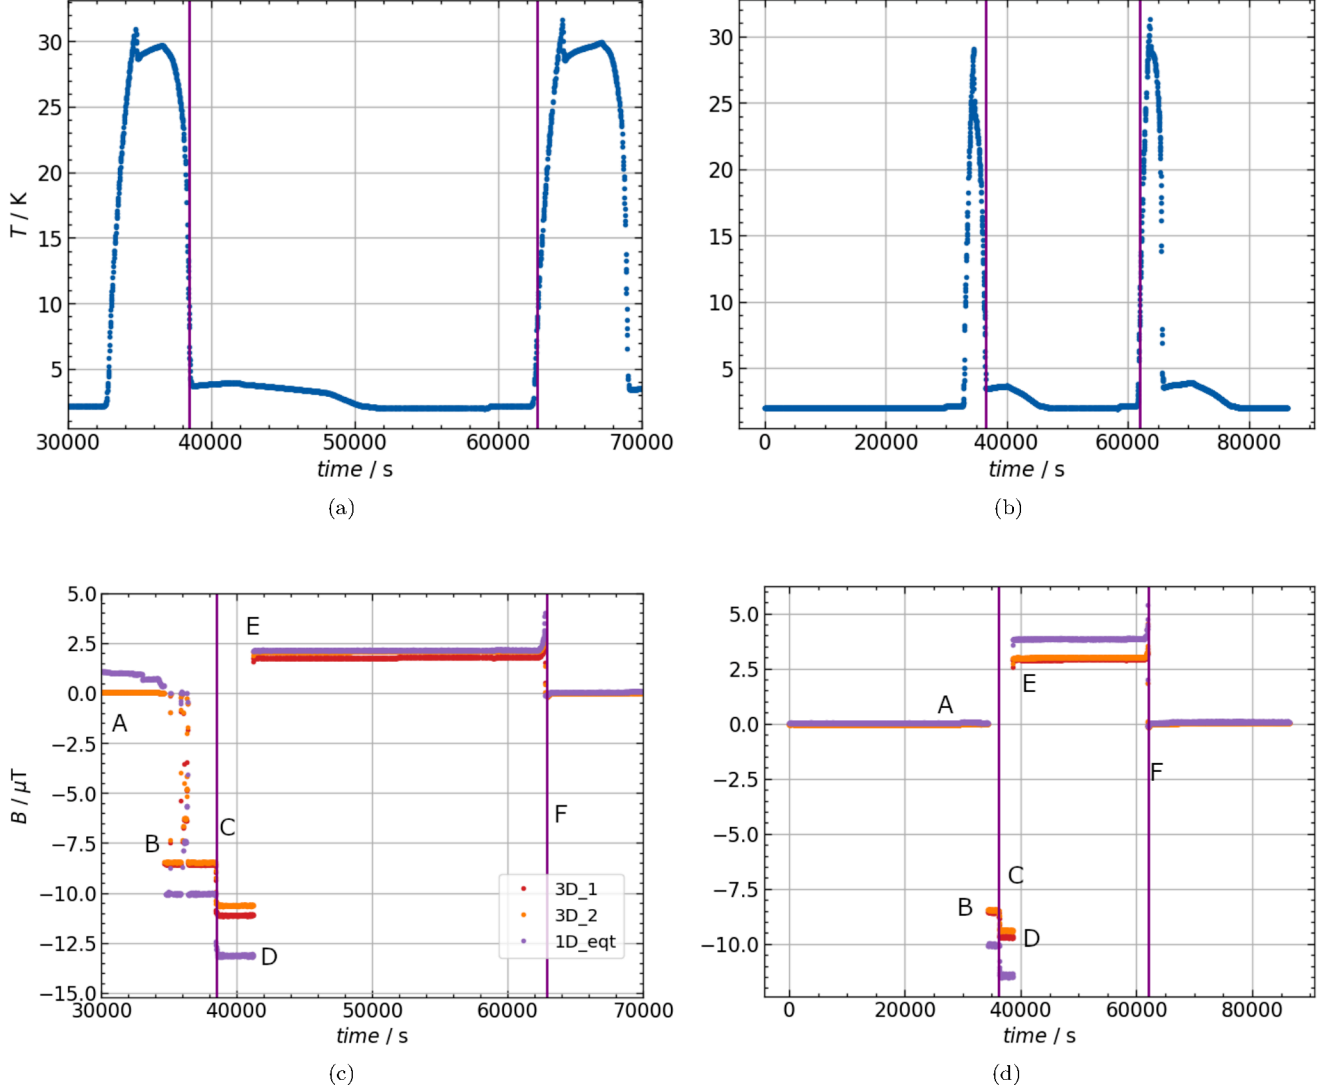 30
25
20
15
10
5
T / K
30000 40000 50000 60000 70000
time / s
(a)
30
25
20
15
10
5
0 20000 40000 60000 80000
time / s
(b)
5.0
2.5
0.0
−2.5
−5.0
−7.5
−10.0
−12.5
−15.0
B / μT
E
A
B
C
F
D
3D_1
3D_2
1D_eqt
30000 40000 50000 60000 70000
time / s
(c)
5.0
2.5
0.0
−2.5
−5.0
−7.5
−10.0
E
A
F
C
B
D
0 20000 40000 60000 80000
time / s
(d)